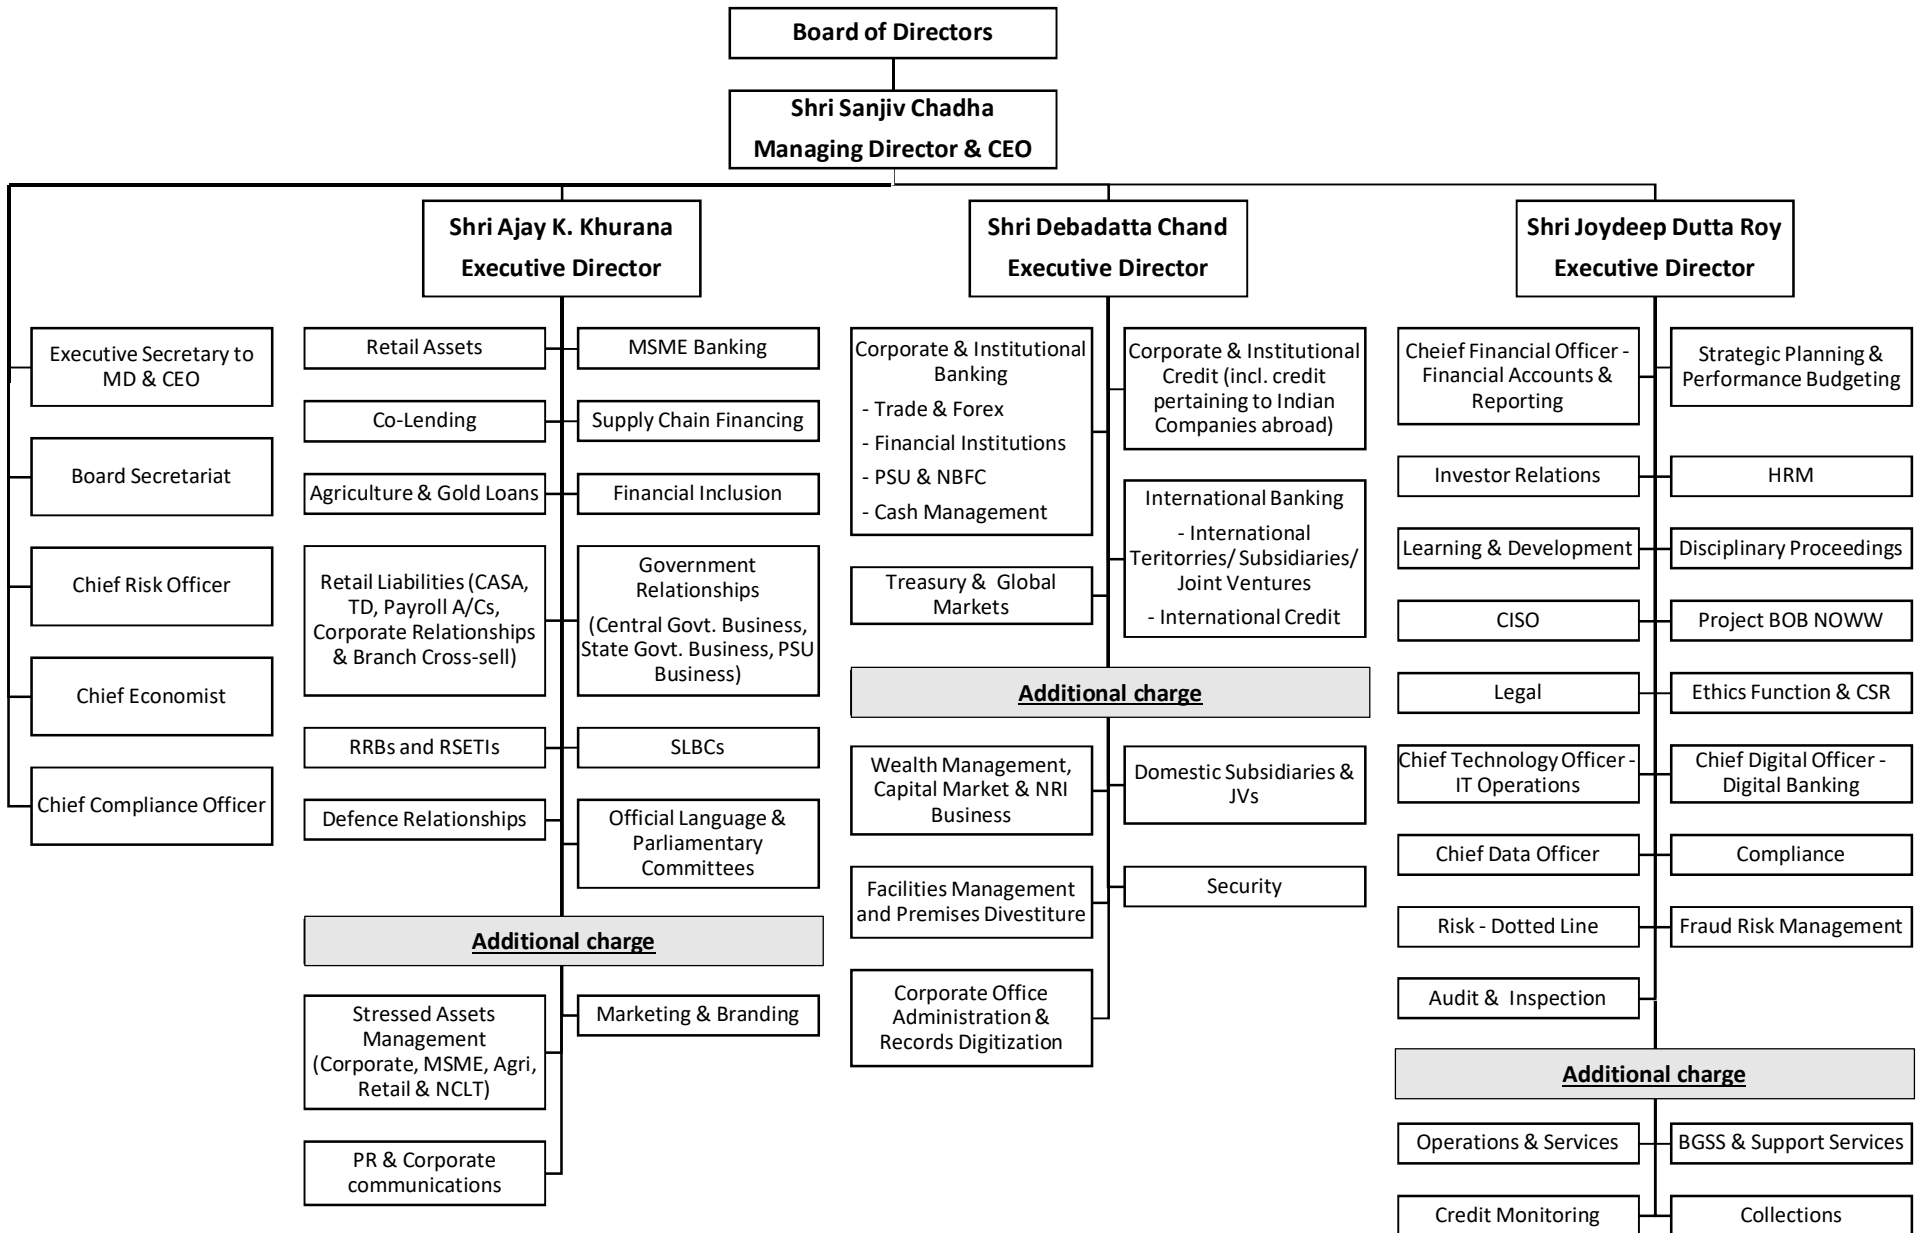 Board of Directors
Shri Sanjiv Chadha
Managing Director & CEO
Executive Secretary to
MD & CEO
Board Secretariat
Chief Risk Officer
Chief Economist
Chief Compliance Officer
Shri Ajay K. Khurana
Executive Director
Retail Assets
MSME Banking
Co-Lending
Supply Chain Financing
Agriculture & Gold Loans
Financial Inclusion
Retail Liabilities (CASA,
TD, Payroll A/Cs,
Corporate Relationships
& Branch Cross-sell)
Government
Relationships
(Central Govt. Business,
State Govt. Business, PSU
Business)
RRBs and RSETIs
SLBCs
Defence Relationships
Official Language &
Parliamentary
Committees
Additional charge
Stressed Assets
Management
(Corporate, MSME, Agri,
Retail & NCLT)
Marketing & Branding
PR & Corporate
communications
Shri Debadatta Chand
Executive Director
Corporate & Institutional
Banking
- Trade & Forex
- Financial Institutions
- PSU & NBFC
- Cash Management
Corporate & Institutional
Credit (incl. credit
pertaining to Indian
Companies abroad)
Treasury & Global
Markets
International Banking
- International
Teritorries/ Subsidiaries/
Joint Ventures
- International Credit
Additional charge
Wealth Management,
Capital Market & NRI
Business
Domestic Subsidiaries &
JVs
Facilities Management
and Premises Divestiture
Security
Corporate Office
Administration &
Records Digitization
Shri Joydeep Dutta Roy
Executive Director
Cheief Financial Officer -
Financial Accounts &
Reporting
Strategic Planning &
Performance Budgeting
Investor Relations
HRM
Learning & Development
Disciplinary Proceedings
CISO
Project BOB NOWW
Legal
Ethics Function & CSR
Chief Technology Officer -
IT Operations
Chief Digital Officer -
Digital Banking
Chief Data Officer
Compliance
Risk - Dotted Line
Fraud Risk Management
Audit & Inspection
Additional charge
Operations & Services
BGSS & Support Services
Credit Monitoring
Collections